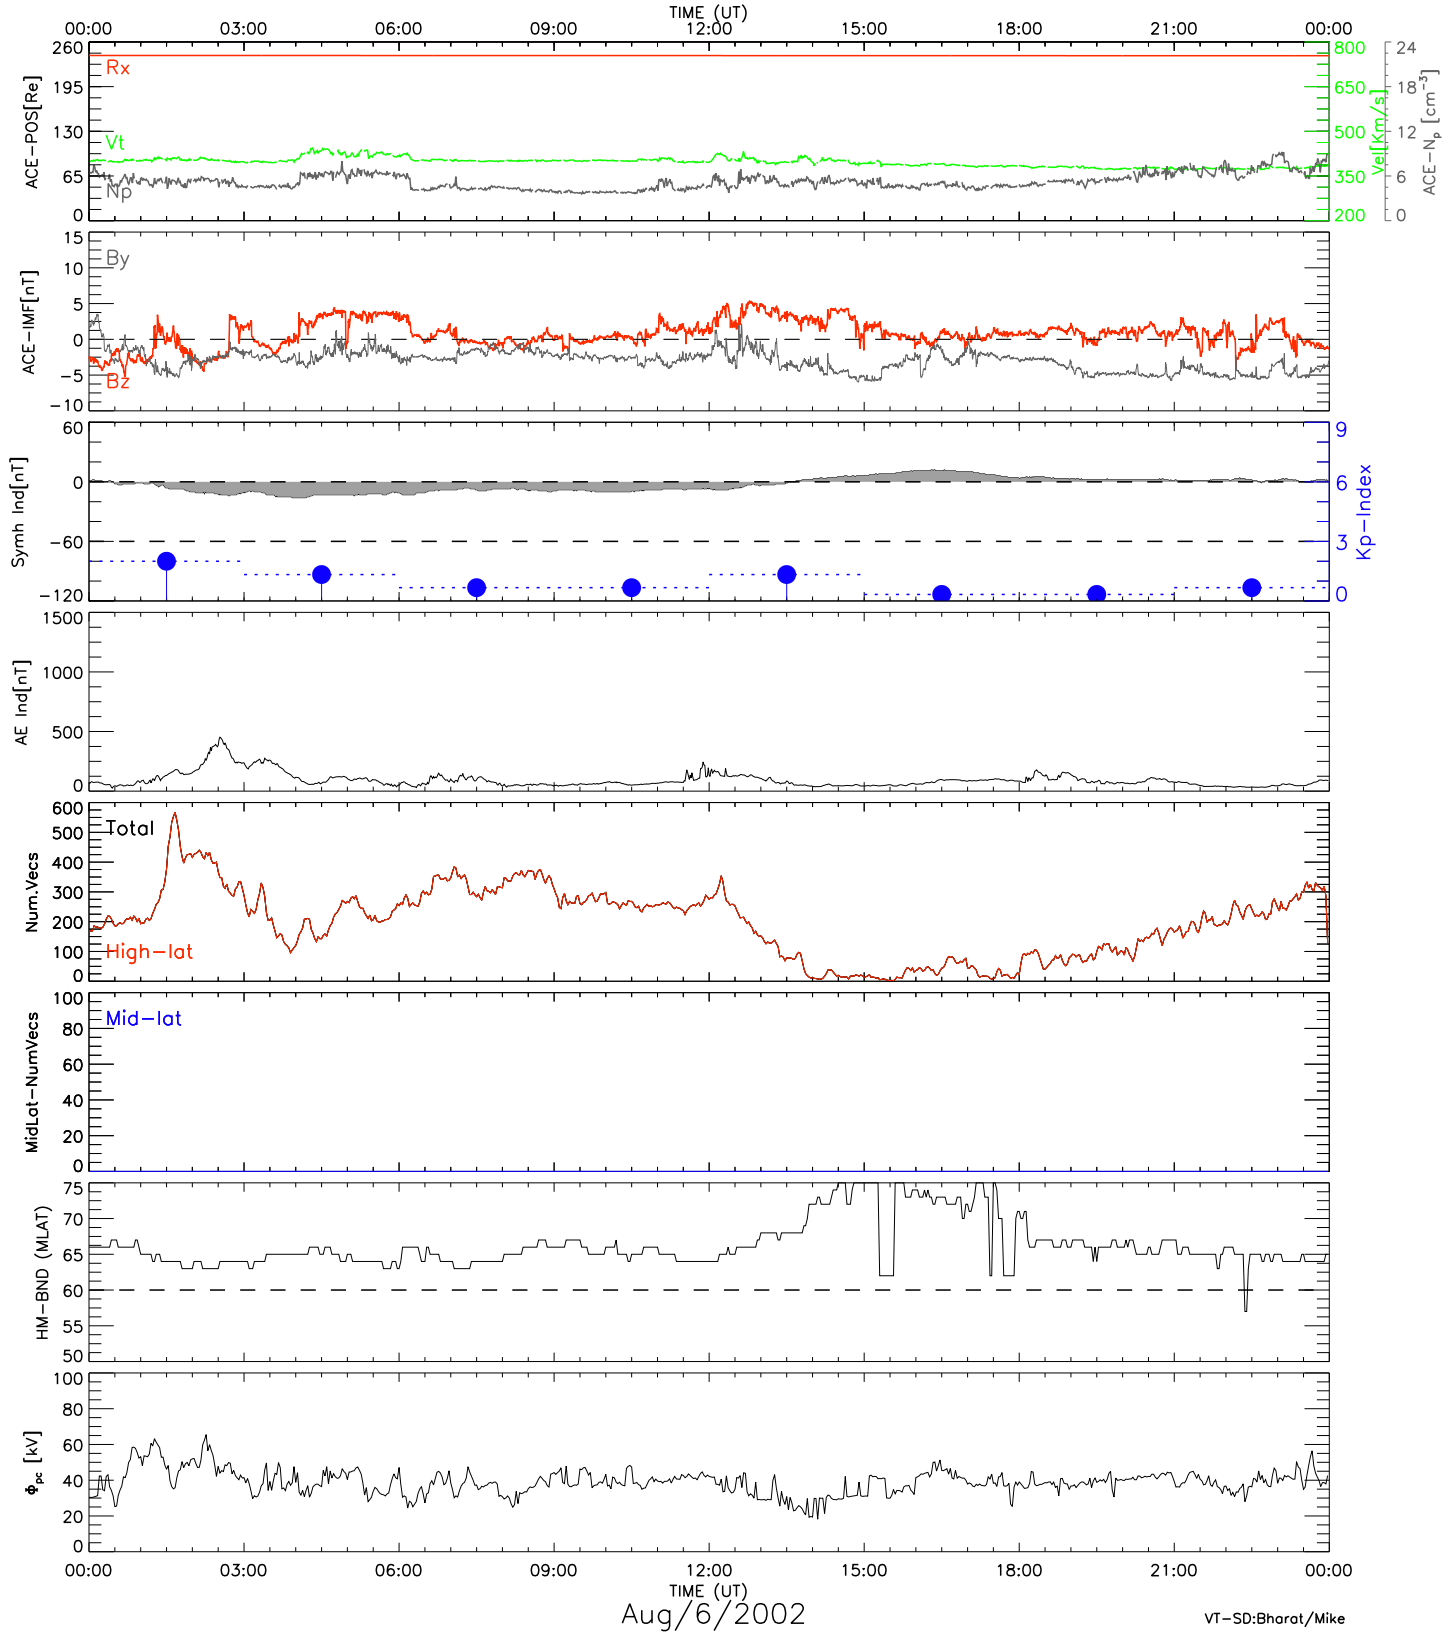 TIME (UT)
00:00 03:00 06:00 09:00 12:00 15:00 18:00 21:00 00:00
ACE-POS[Re]
260
195
130
65
0
Rx
Vt
Np
800
650
500
350
200
Vel[Km/s]
24
18
12
6
0
ACE-Np [cm-3]
ACE-IMF[nT]
15
10
5
0
-5
-10
By
Bz
Symh Ind[nT]
60
0
-60
-120
9
6
3
0
Kp-Index
AE Ind[nT]
1500
1000
500
0
Num.Vecs
600
500
400
300
200
100
0
Total
High-lat
MidLat-NumVecs
100
80
60
40
20
0
Mid-lat
HM-BND (MLAT)
75
70
65
60
55
50
Φpc [kV]
100
80
60
40
20
0
00:00 03:00 06:00 09:00 12:00 15:00 18:00 21:00 00:00
TIME (UT)
Aug/6/2002
VT-SD:Bharat/Mike